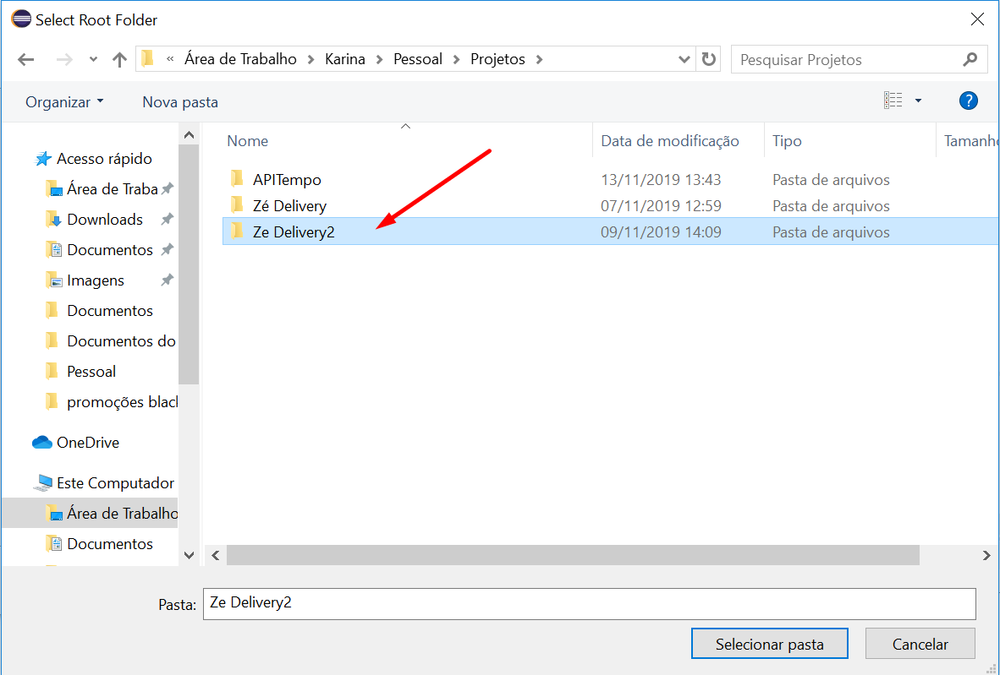 Select Root Folder
« Área de Trabalho > Karina > Pessoal > Projetos >
Pesquisar Projetos
Organizar
Nova pasta
?
Nome
Data de modificação
Tipo
Tamanho
Acesso rápido
Área de Traba
Downloads
Documentos
Imagens
Documentos
Documentos do
Pessoal
promoções blacl
OneDrive
Este Computador
Área de Trabalho
Documentos
APITempo 13/11/2019 13:43 Pasta de arquivos
Zé Delivery 07/11/2019 12:59 Pasta de arquivos
Ze Delivery2 09/11/2019 14:09 Pasta de arquivos
Pasta: Ze Delivery2
Selecionar pasta
Cancelar